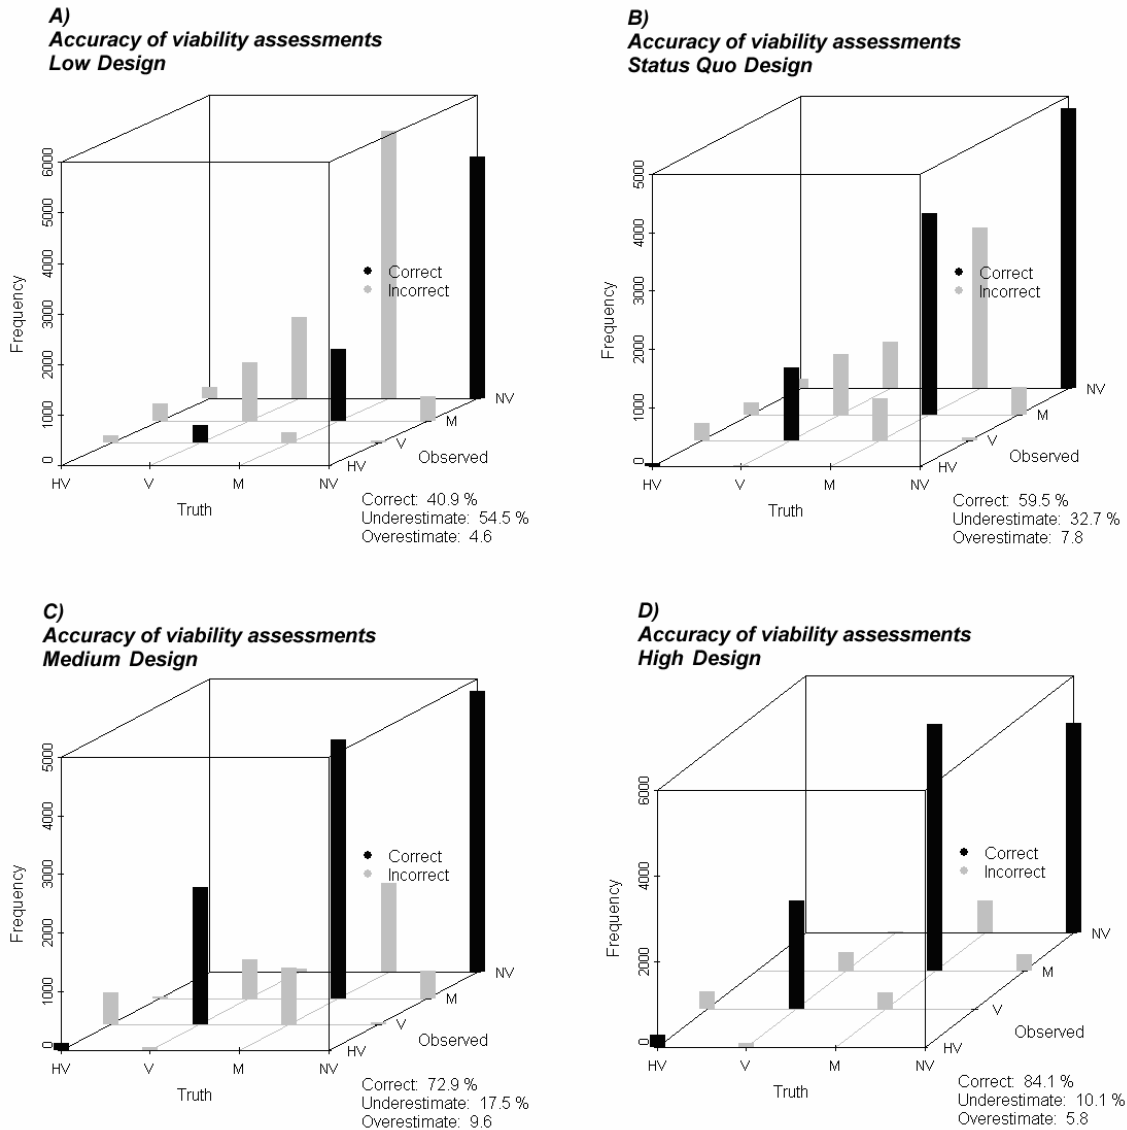 A)
Accuracy of viability assessments
Low Design
Frequency
0
1000
2000
3000
4000
5000
6000
HV
V
M
NV
Truth
HV
V
M
NV
Observed
Correct
Incorrect
Correct: 40.9 %
Underestimate: 54.5 %
Overestimate: 4.6
B)
Accuracy of viability assessments
Status Quo Design
Frequency
0
1000
2000
3000
4000
5000
HV
V
M
NV
Truth
HV
V
M
NV
Observed
Correct
Incorrect
Correct: 59.5 %
Underestimate: 32.7 %
Overestimate: 7.8
C)
Accuracy of viability assessments
Medium Design
Frequency
0
1000
2000
3000
4000
5000
HV
V
M
NV
Truth
HV
V
M
NV
Observed
Correct
Incorrect
Correct: 72.9 %
Underestimate: 17.5 %
Overestimate: 9.6
D)
Accuracy of viability assessments
High Design
Frequency
0
2000
4000
6000
HV
V
M
NV
Truth
HV
V
M
NV
Observed
Correct
Incorrect
Correct: 84.1 %
Underestimate: 10.1 %
Overestimate: 5.8